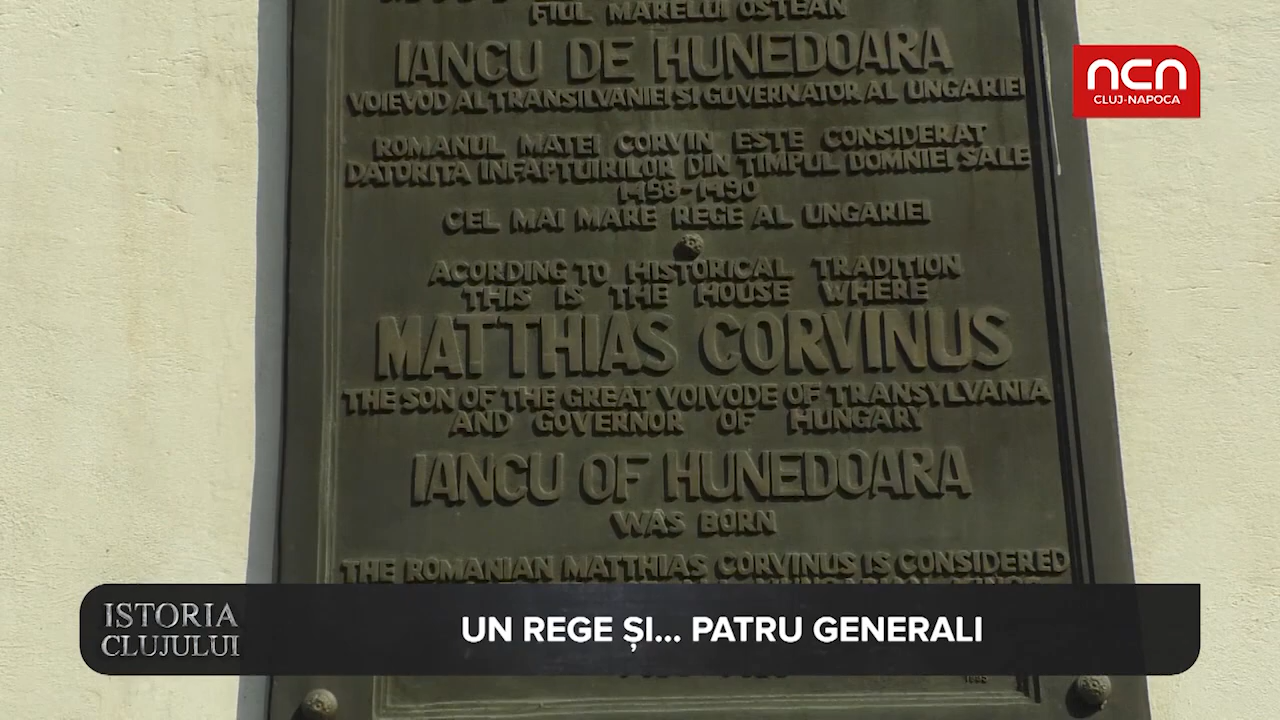 FIUL MARELUI OSTEAN
IANCU DE HUNEDOARA
VOIEVOD AL TRANSILVANIEI SI GUVERNATOR AL UNGARIEI
ROMANUL MATEI CORVIN ESTE CONSIDERAT
DATORITA INFAPTUIRILOR DIN TIMPUL DOMNIEI SALE
1458-1490
CEL MAI MARE REGE AL UNGARIEI
ACORDING TO HISTORICAL TRADITION
THIS IS THE HOUSE WHERE
MATTHIAS CORVINUS
THE SON OF THE GREAT VOIVODE OF TRANSYLVANIA
AND GOVERNOR OF HUNGARY
IANCU OF HUNEDOARA
WAS BORN
THE ROMANIAN MATTHIAS CORVINUS IS CONSIDERED
ncn
CLUJ-NAPOCA
ISTORIA
CLUJULUI
UN REGE ȘI... PATRU GENERALI